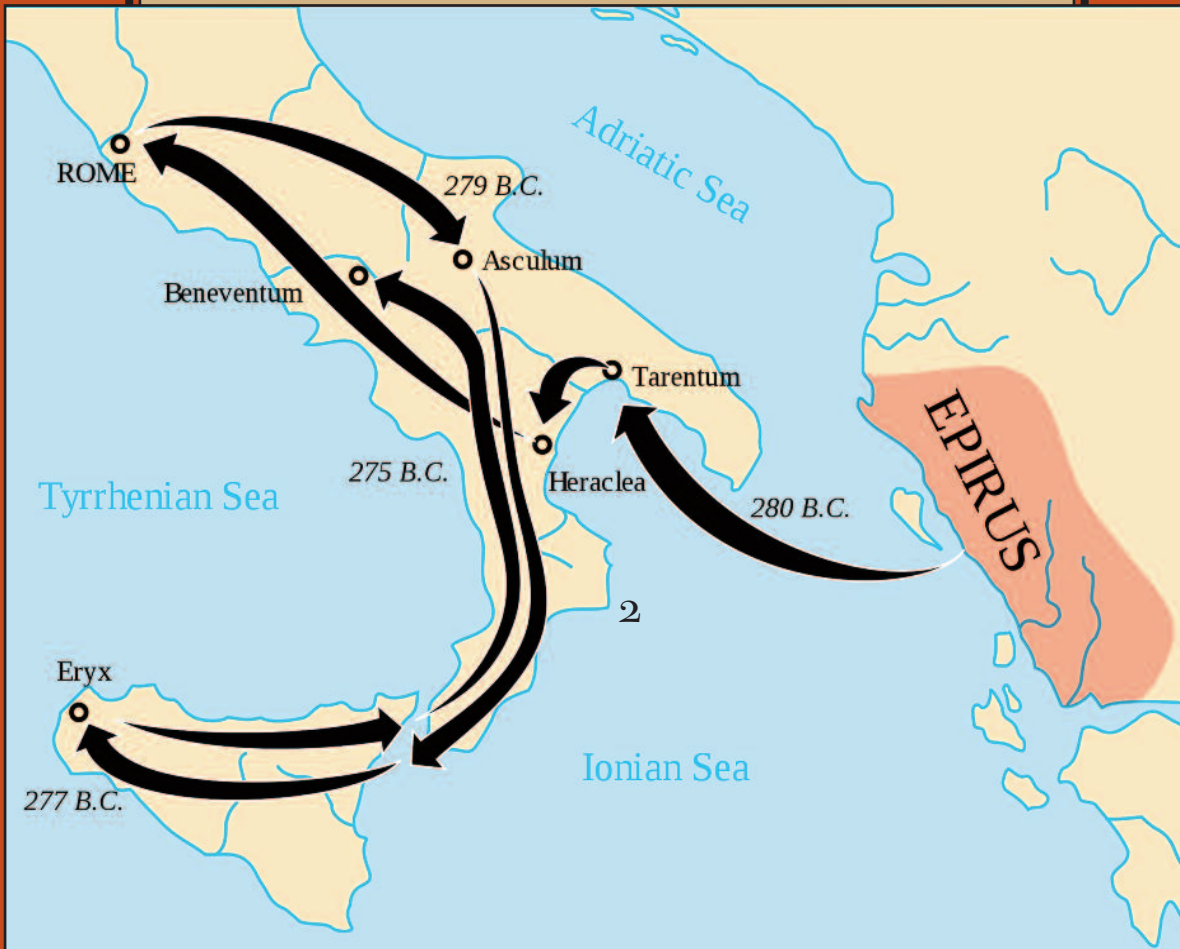 Adriatic Sea
ROME
279 B.C.
Asculum
Beneventum
Tarentum
EPIRUS
275 B.C.
Heraclea
Tyrrhenian Sea
280 B.C.
2
Eryx
Ionian Sea
277 B.C.